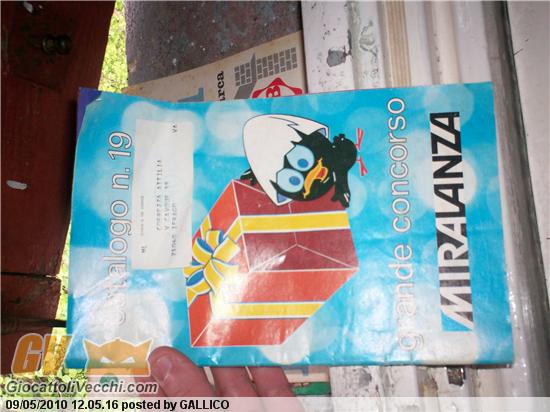 catalogo n. 19
grande concorso
MIRALANZA
GiocattoliVecchi.com
09/05/2010 12.05.16 posted by GALLICO